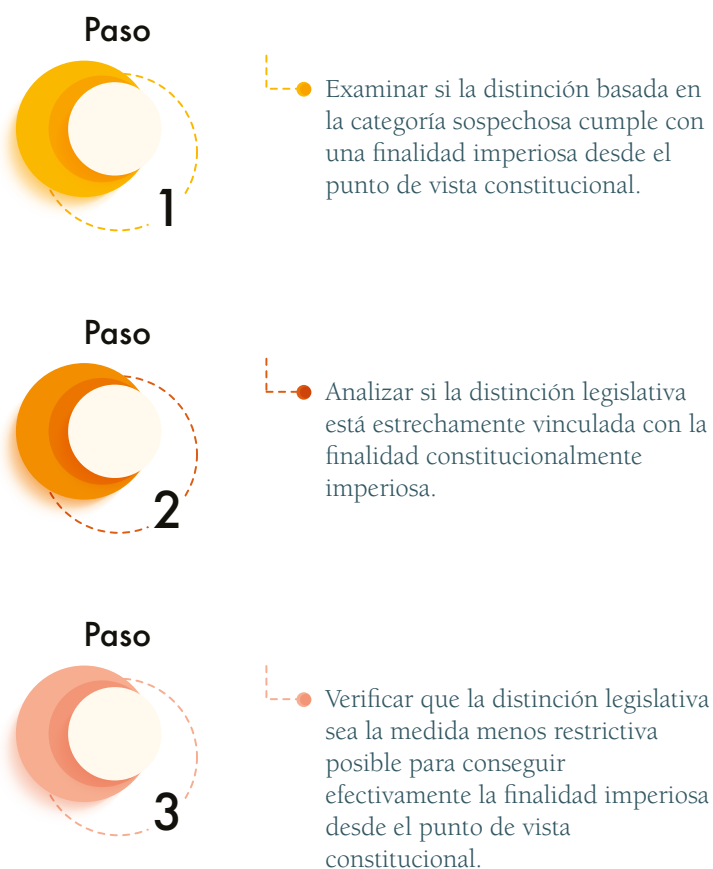 Paso
1
Examinar si la distinción basada en
la categoría sospechosa cumple con
una finalidad imperiosa desde el
punto de vista constitucional.
Paso
2
Analizar si la distinción legislativa
está estrechamente vinculada con la
finalidad constitucionalmente
imperiosa.
Paso
3
Verificar que la distinción legislativa
sea la medida menos restrictiva
posible para conseguir
efectivamente la finalidad imperiosa
desde el punto de vista
constitucional.